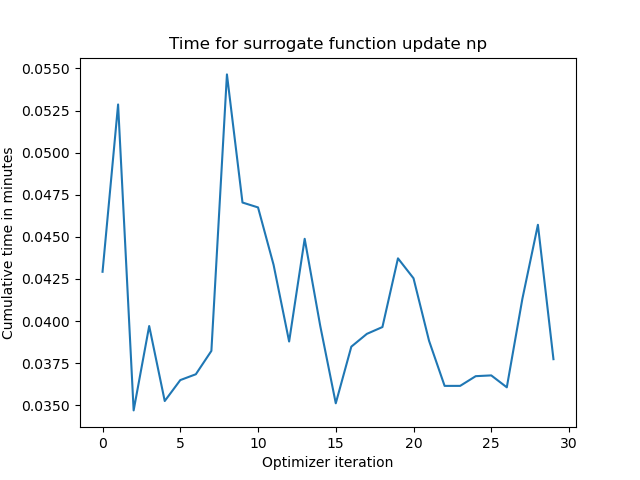 Time for surrogate function update np
Cumulative time in minutes
0.0550
0.0525
0.0500
0.0475
0.0450
0.0425
0.0400
0.0375
0.0350
0 5 10 15 20 25 30
Optimizer iteration